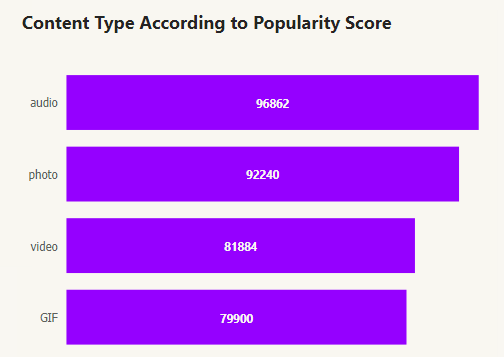 Content Type According to Popularity Score
audio 96862
photo 92240
video 81884
GIF 79900